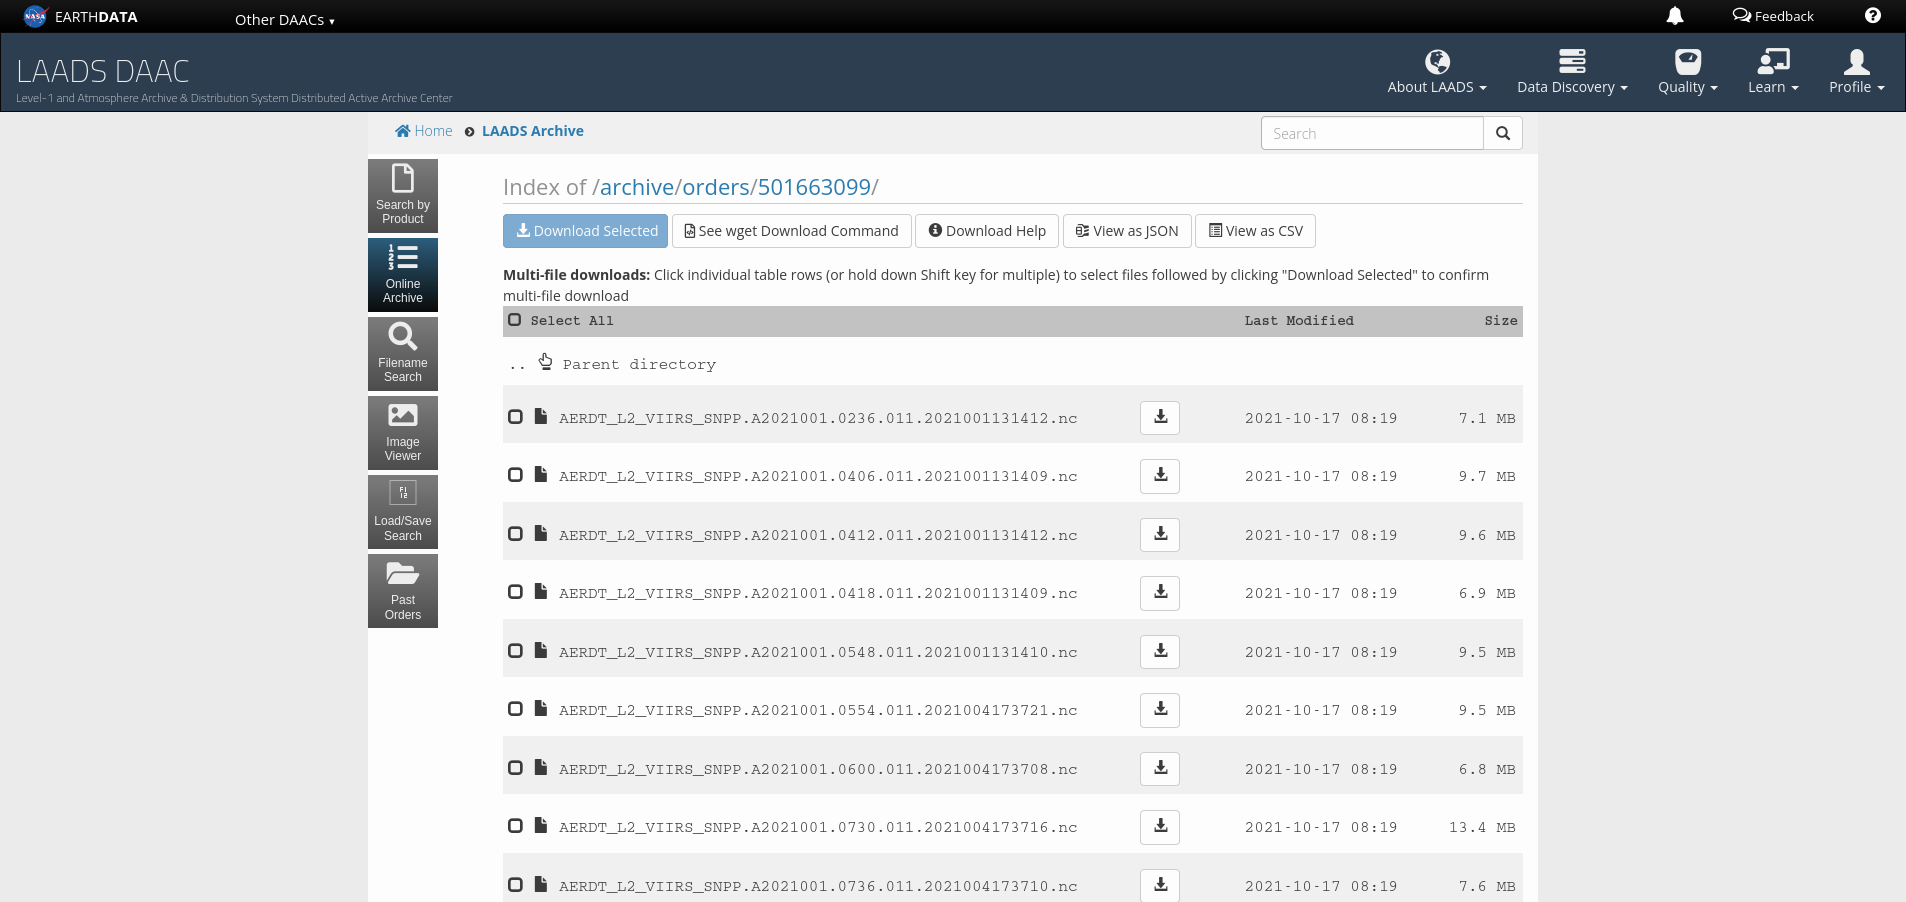 EARTHDATA
Other DAACs ▾
Feedback
LAADS DAAC
Level-1 and Atmosphere Archive & Distribution System Distributed Active Archive Center
About LAADS
Data Discovery
Quality
Learn
Profile
Home
LAADS Archive
Search
Search by
Product
Online
Archive
Filename
Search
Image
Viewer
Load/Save
Search
Past
Orders
Index of /archive/orders/501663099/
Download Selected
See wget Download Command
Download Help
View as JSON
View as CSV
Multi-file downloads: Click individual table rows (or hold down Shift key for multiple) to select files followed by clicking "Download Selected" to confirm
multi-file download
Select All Last Modified Size
.. Parent directory
AERDT_L2_VIIRS_SNPP.A2021001.0236.011.2021001131412.nc 2021-10-17 08:19 7.1 MB
AERDT_L2_VIIRS_SNPP.A2021001.0406.011.2021001131409.nc 2021-10-17 08:19 9.7 MB
AERDT_L2_VIIRS_SNPP.A2021001.0412.011.2021001131412.nc 2021-10-17 08:19 9.6 MB
AERDT_L2_VIIRS_SNPP.A2021001.0418.011.2021001131409.nc 2021-10-17 08:19 6.9 MB
AERDT_L2_VIIRS_SNPP.A2021001.0548.011.2021001131410.nc 2021-10-17 08:19 9.5 MB
AERDT_L2_VIIRS_SNPP.A2021001.0554.011.2021004173721.nc 2021-10-17 08:19 9.5 MB
AERDT_L2_VIIRS_SNPP.A2021001.0600.011.2021004173708.nc 2021-10-17 08:19 6.8 MB
AERDT_L2_VIIRS_SNPP.A2021001.0730.011.2021004173716.nc 2021-10-17 08:19 13.4 MB
AERDT_L2_VIIRS_SNPP.A2021001.0736.011.2021004173710.nc 2021-10-17 08:19 7.6 MB